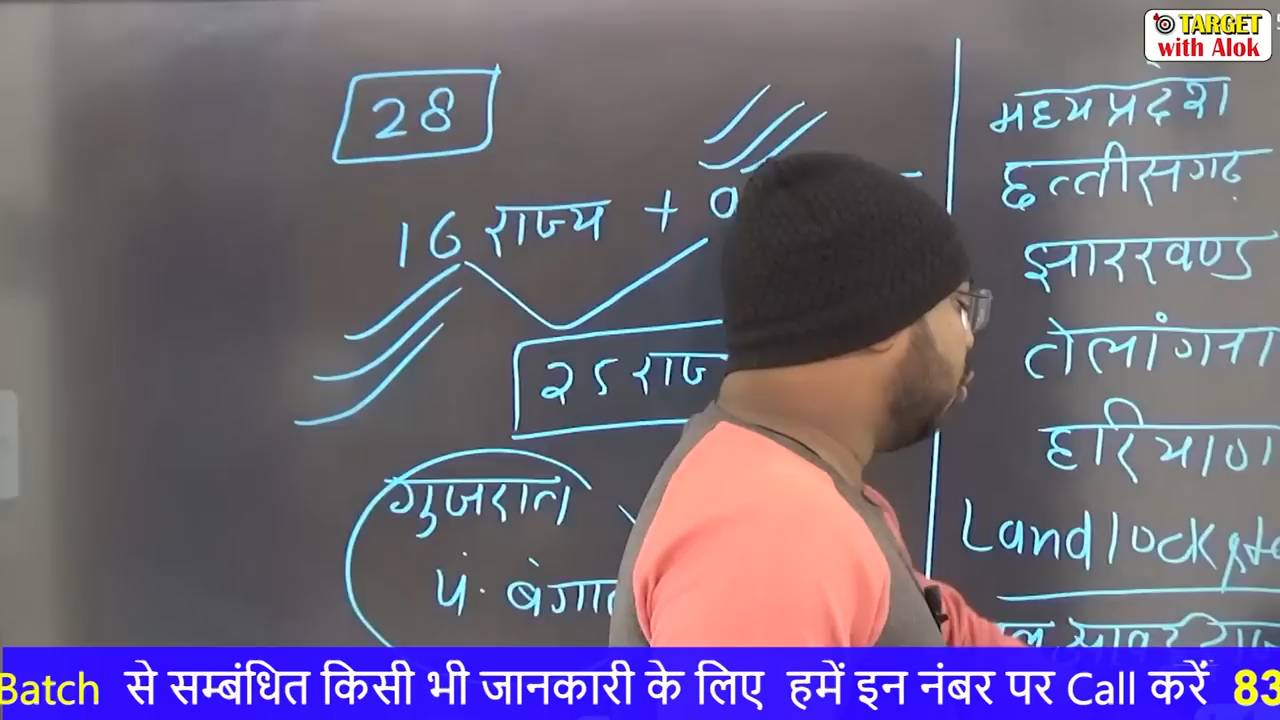 TARGET
with Alok
28
16 राज्य +
25 राज
गुजरात
पं. बंगा
मध्यप्रदेश
छत्तीसगढ़
झारखण्ड
तेलांगना
हरियाण
Landlock
Batch से सम्बंधित किसी भी जानकारी के लिए हमें इन नंबर पर Call करें 83